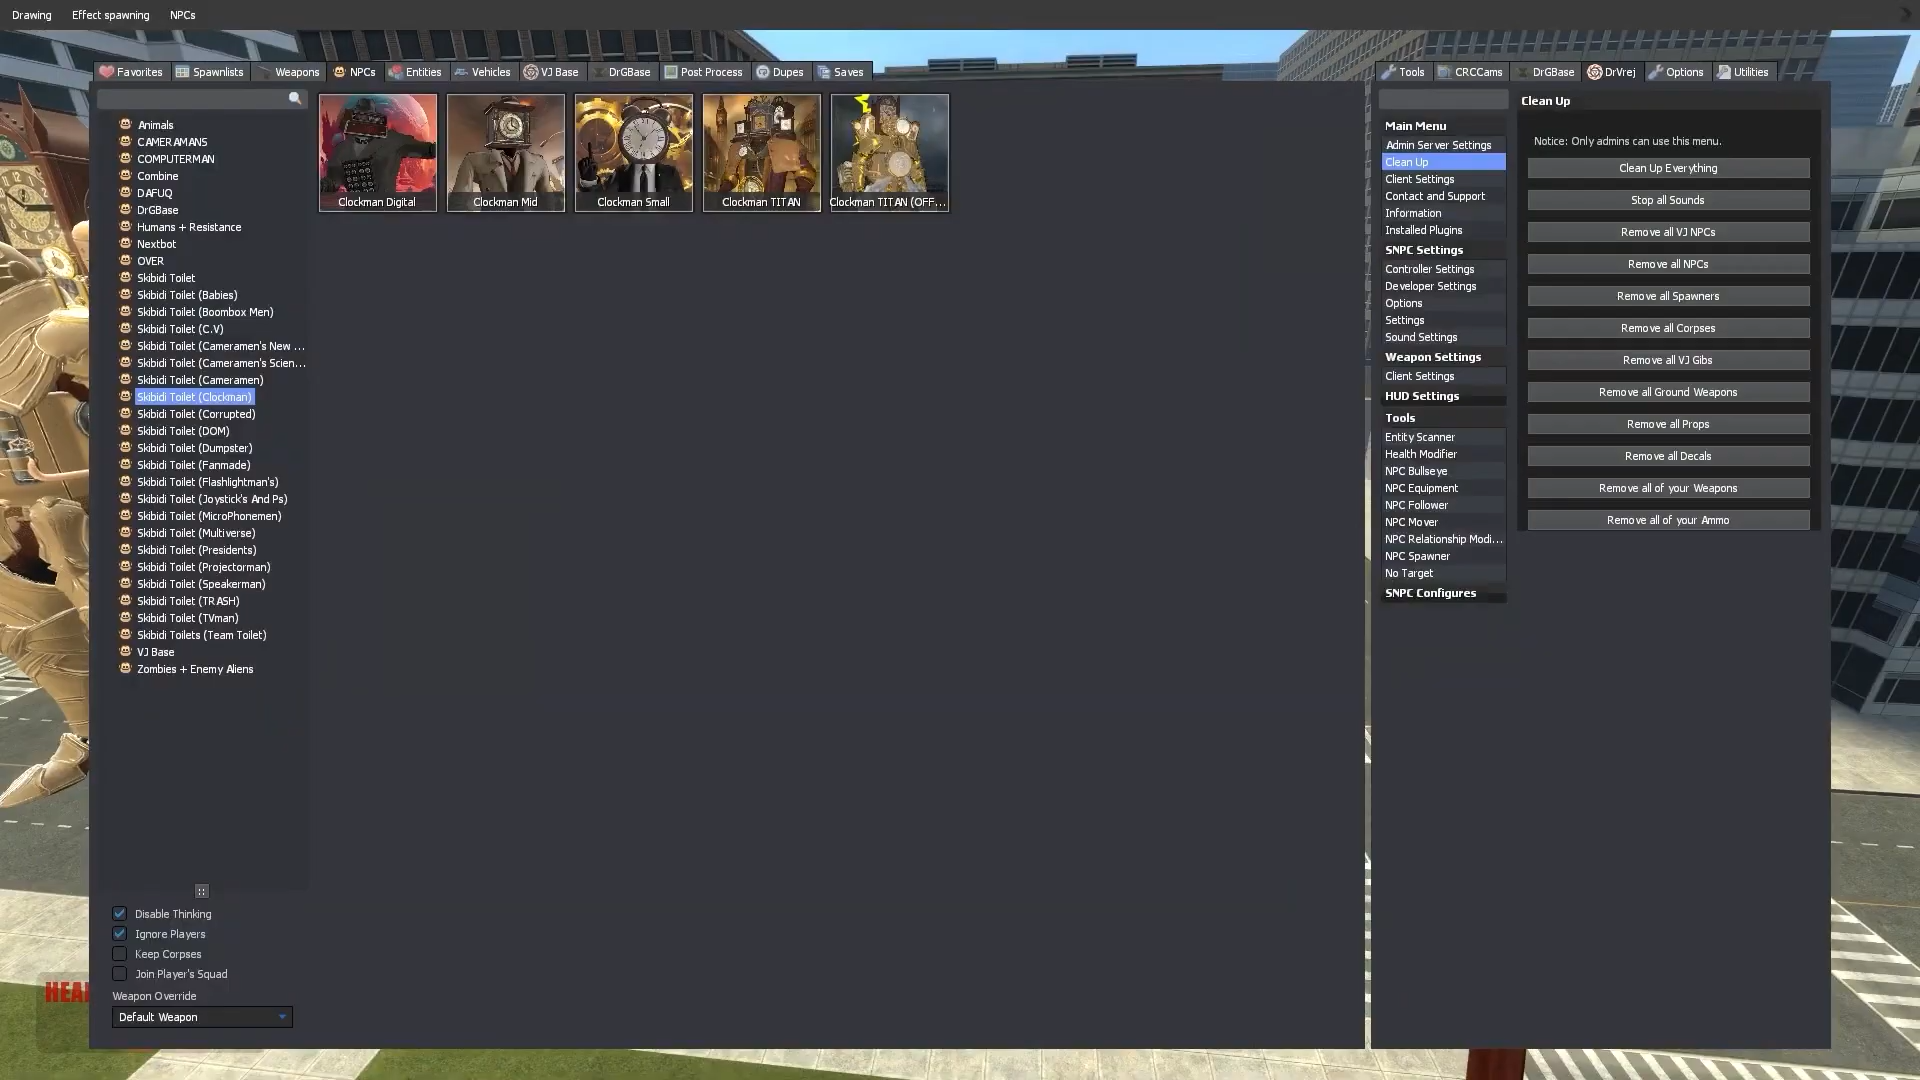 Drawing Effect spawning NPCs
Favorites Spawnlists Weapons NPCs Entities Vehicles VJ Base DrGBase Post Process Dupes Saves
Tools CRCCams DrGBase DrVrej Options Utilities
Animals
CAMERAMANS
COMPUTERMAN
Combine
DAFUQ
DrGBase
Humans + Resistance
Nextbot
OVER
Skibidi Toilet
Skibidi Toilet (Babies)
Skibidi Toilet (Boombox Men)
Skibidi Toilet (C.V)
Skibidi Toilet (Cameramen's New ...
Skibidi Toilet (Cameramen's Scien...
Skibidi Toilet (Cameramen)
Skibidi Toilet (Clockman)
Skibidi Toilet (Corrupted)
Skibidi Toilet (DOM)
Skibidi Toilet (Dumpster)
Skibidi Toilet (Fanmade)
Skibidi Toilet (Flashlightman's)
Skibidi Toilet (Joystick's And Ps)
Skibidi Toilet (MicroPhonemen)
Skibidi Toilet (Multiverse)
Skibidi Toilet (Presidents)
Skibidi Toilet (Projectorman)
Skibidi Toilet (Speakerman)
Skibidi Toilet (TRASH)
Skibidi Toilet (TVman)
Skibidi Toilets (Team Toilet)
VJ Base
Zombies + Enemy Aliens
Disable Thinking
Ignore Players
Keep Corpses
Join Player's Squad
Weapon Override
Default Weapon
Clockman Digital
Clockman Mid
Clockman Small
Clockman TITAN
Clockman TITAN (OFF...
Main Menu
Admin Server Settings
Clean Up
Client Settings
Contact and Support
Information
Installed Plugins
SNPC Settings
Controller Settings
Developer Settings
Options
Settings
Sound Settings
Weapon Settings
Client Settings
HUD Settings
Tools
Entity Scanner
Health Modifier
NPC Bullseye
NPC Equipment
NPC Follower
NPC Mover
NPC Relationship Modi...
NPC Spawner
No Target
SNPC Configures
Clean Up
Notice: Only admins can use this menu.
Clean Up Everything
Stop all Sounds
Remove all VJ NPCs
Remove all NPCs
Remove all Spawners
Remove all Corpses
Remove all VJ Gibs
Remove all Ground Weapons
Remove all Props
Remove all Decals
Remove all of your Weapons
Remove all of your Ammo